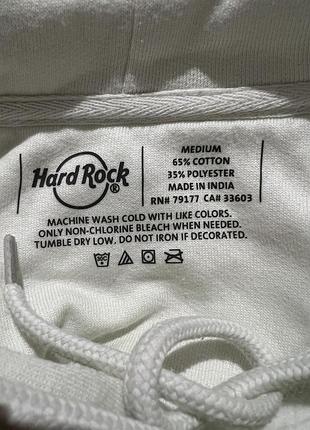 Hard Rock®
MEDIUM
65% COTTON
35% POLYESTER
MADE IN INDIA
RN# 79177 CA# 33603
MACHINE WASH COLD WITH LIKE COLORS.
ONLY NON-CHLORINE BLEACH WHEN NEEDED.
TUMBLE DRY LOW. DO NOT IRON IF DECORATED.